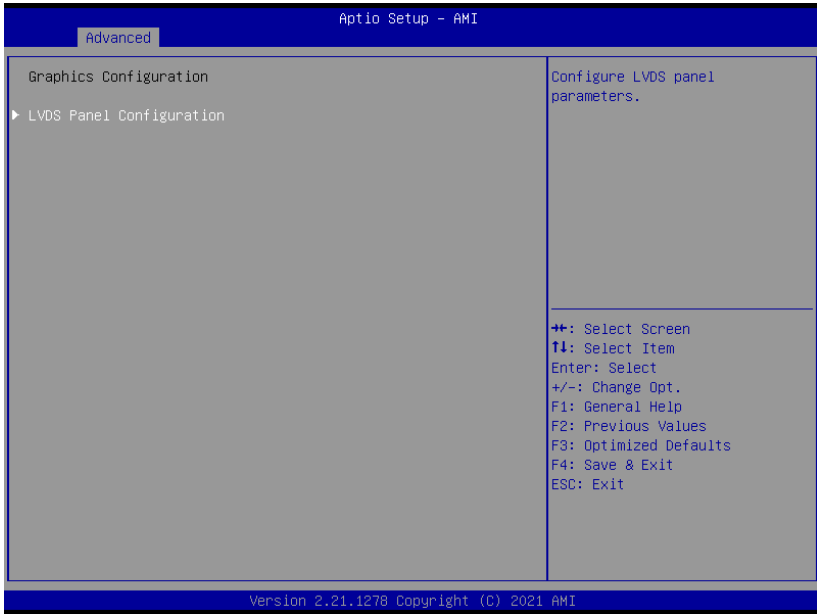 Aptio Setup – AMI
Advanced
Graphics Configuration
▶ LVDS Panel Configuration
Configure LVDS panel
parameters.
→←: Select Screen
↑↓: Select Item
Enter: Select
+/-: Change Opt.
F1: General Help
F2: Previous Values
F3: Optimized Defaults
F4: Save & Exit
ESC: Exit
Version 2.21.1278 Copyright (C) 2021 AMI